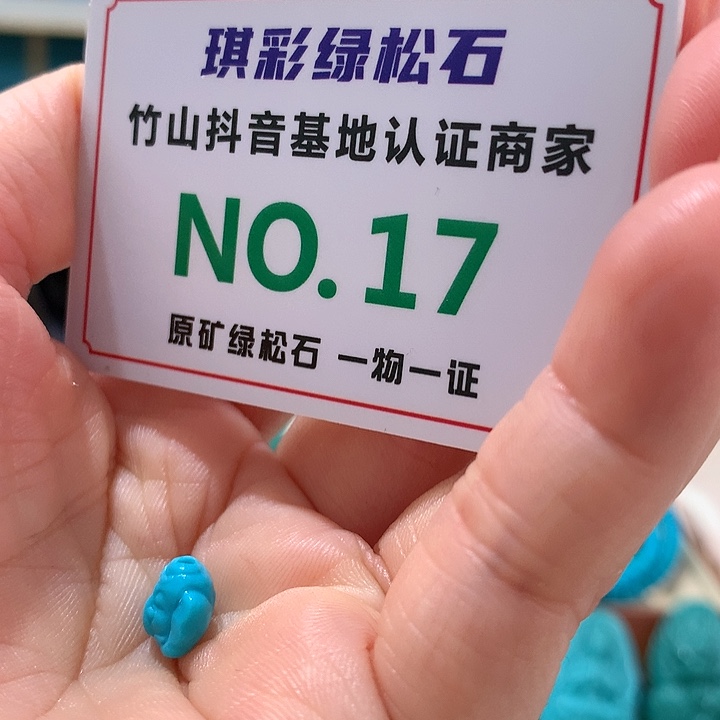 琪彩绿松石
竹山抖音基地认证商家
NO.17
原矿绿松石 一物一证